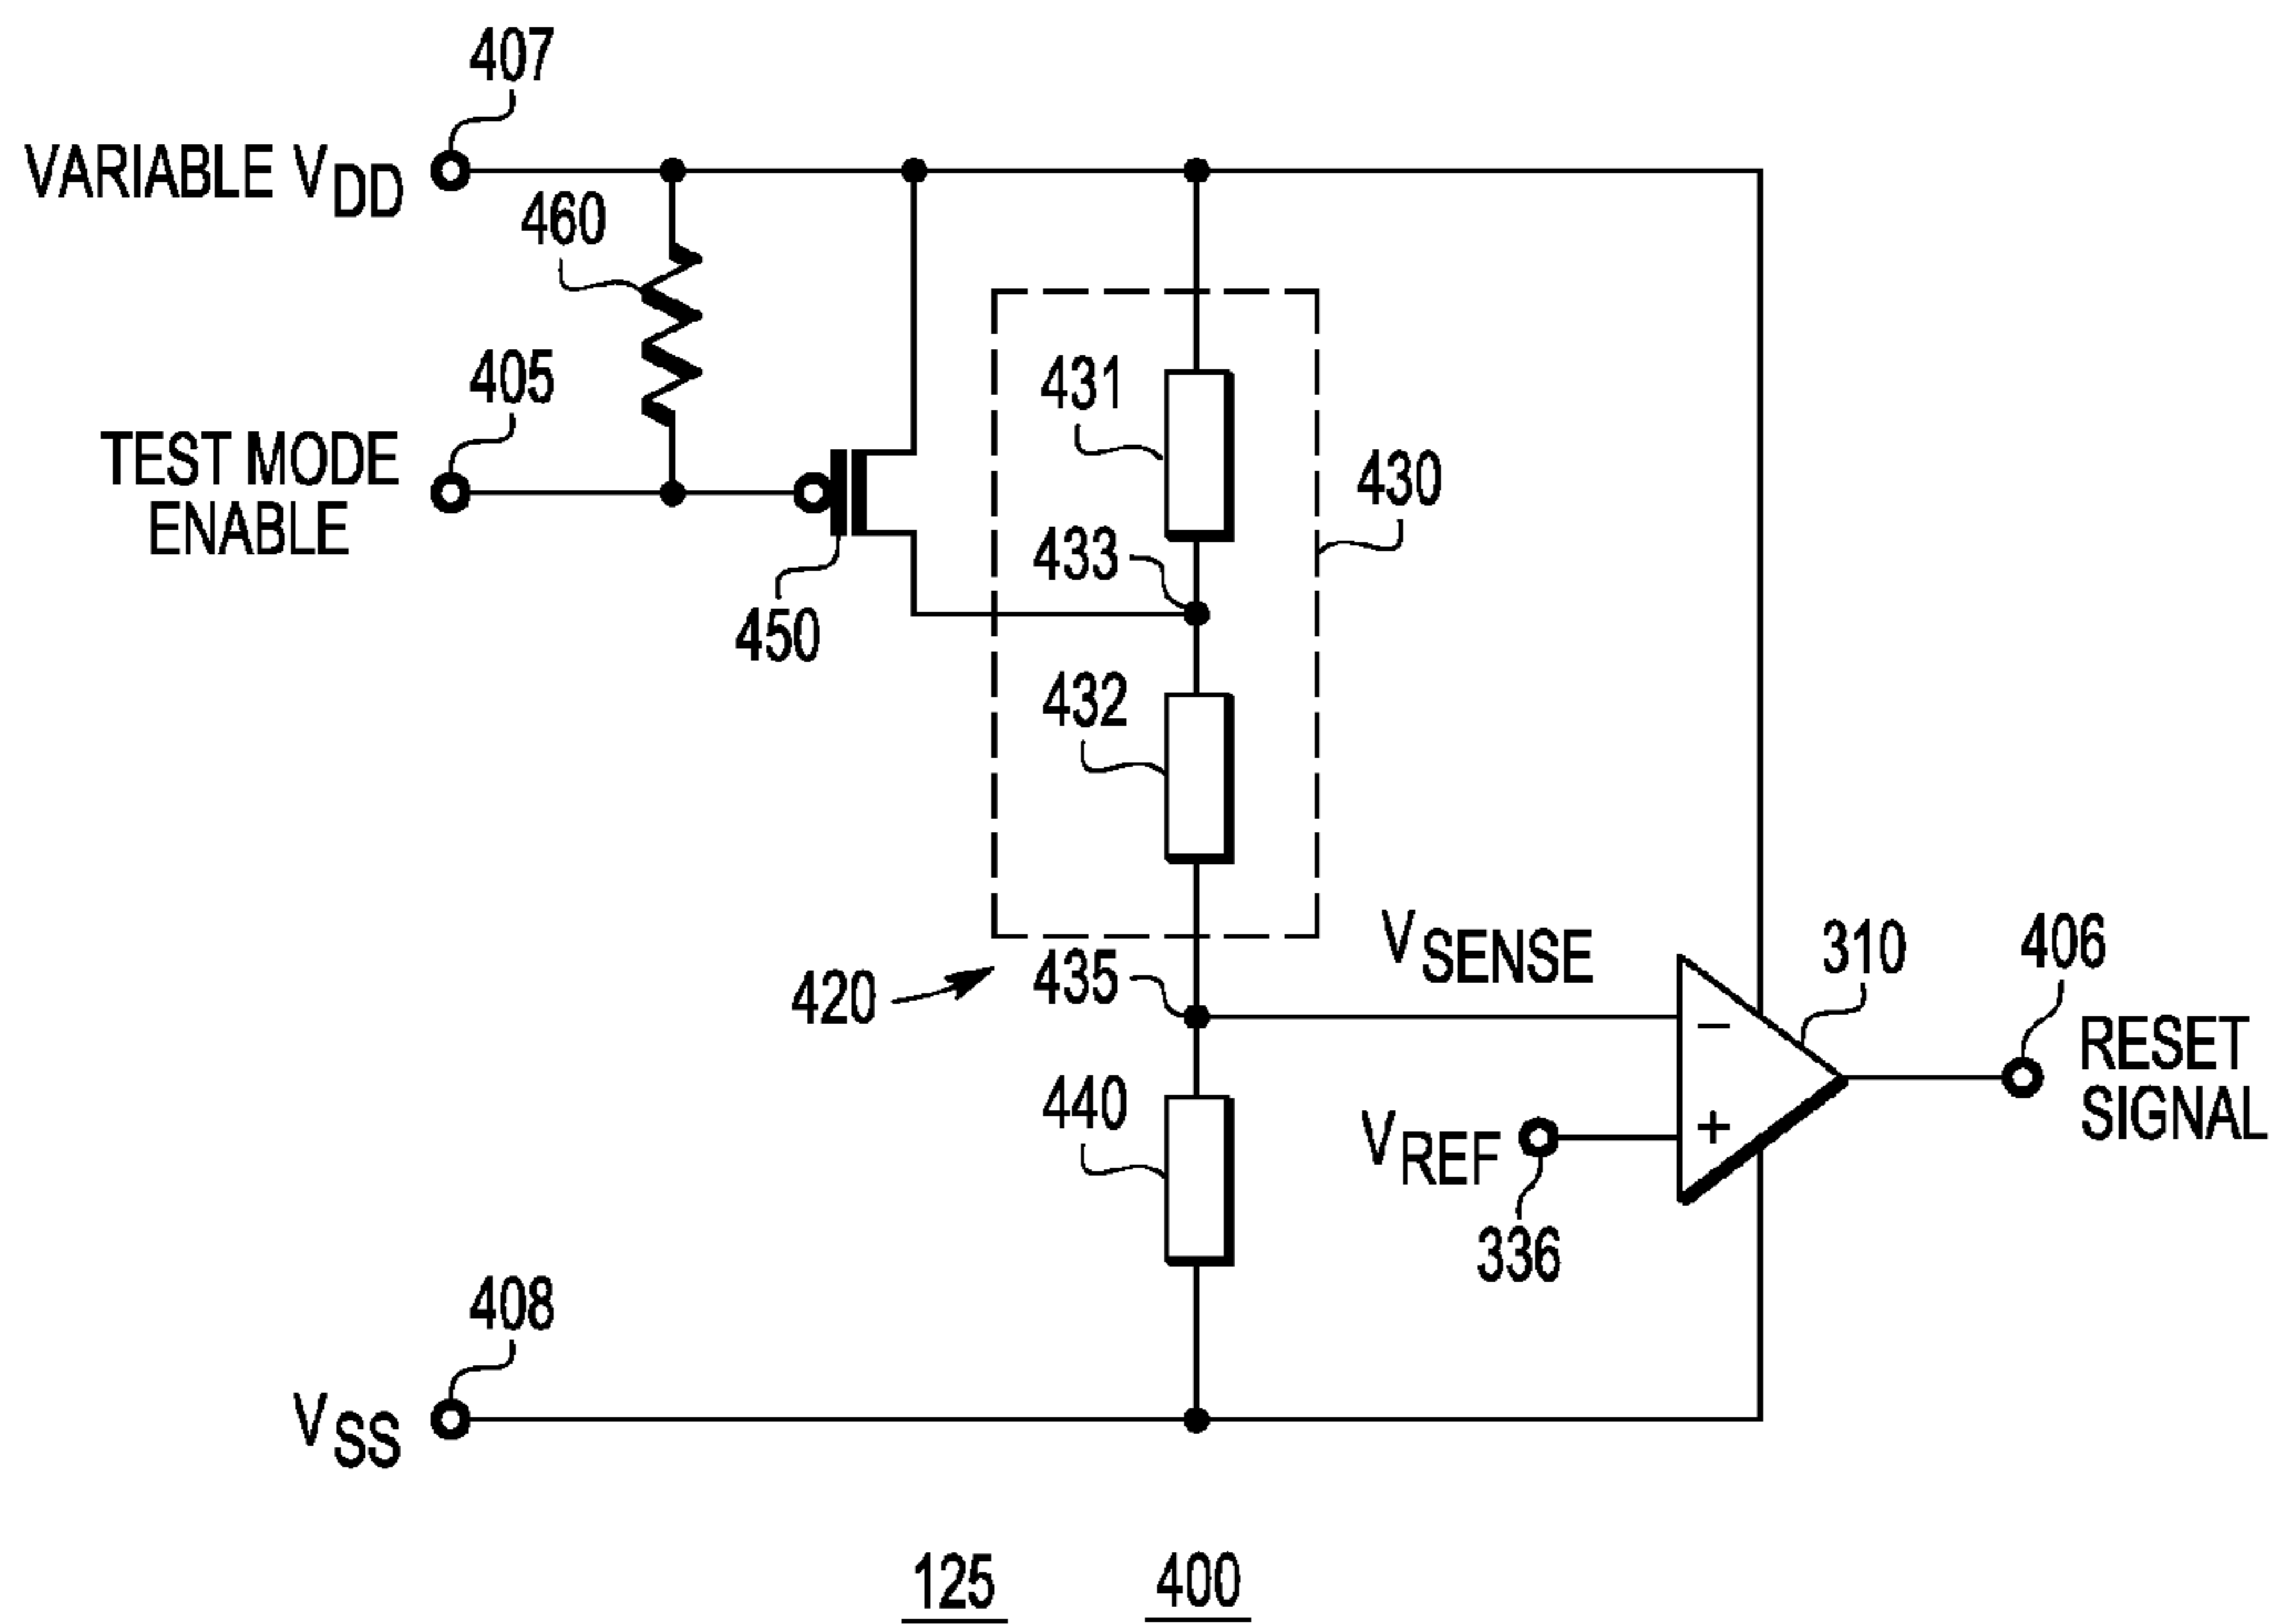 407
VARIABLE VDD
460
405
TEST MODE
ENABLE
431
430
433
450
432
VSENSE
310
406
420
435
RESET
SIGNAL
440
VREF
336
408
VSS
−
+
125
400